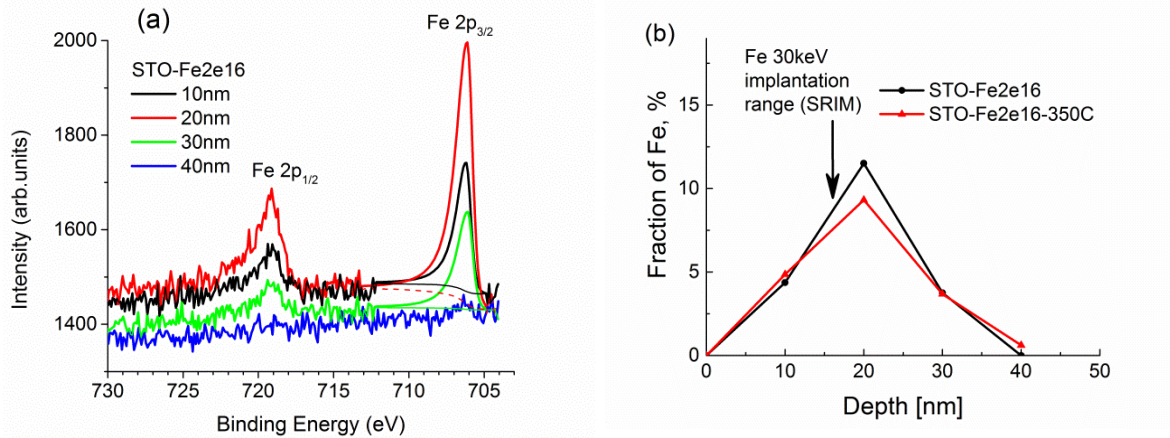 (a)
Fe 2p3/2
2000
STO-Fe2e16
10nm
20nm
30nm
40nm
1800
Fe 2p1/2
1600
1400
Intensity (arb.units)
730 725 720 715 710 705
Binding Energy (eV)
(b)
Fe 30keV
implantation
range (SRIM)
STO-Fe2e16
STO-Fe2e16-350C
15
10
5
0
Fraction of Fe, %
0 10 20 30 40 50
Depth [nm]